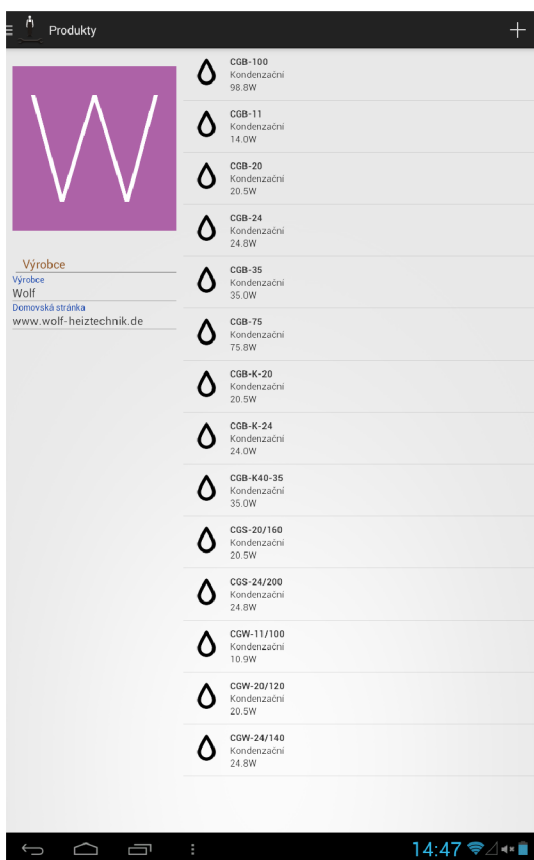 Produkty
W
Výrobce
Výrobce
Wolf
Domovská stránka
www.wolf-heiztechnik.de
CGB-100
Kondenzační
98.8W
CGB-11
Kondenzační
14.0W
CGB-20
Kondenzační
20.5W
CGB-24
Kondenzační
24.8W
CGB-35
Kondenzační
35.0W
CGB-75
Kondenzační
75.8W
CGB-K-20
Kondenzační
20.5W
CGB-K-24
Kondenzační
24.0W
CGB-K40-35
Kondenzační
35.0W
CGS-20/160
Kondenzační
20.5W
CGS-24/200
Kondenzační
24.8W
CGW-11/100
Kondenzační
10.9W
CGW-20/120
Kondenzační
20.5W
CGW-24/140
Kondenzační
24.8W
14:47